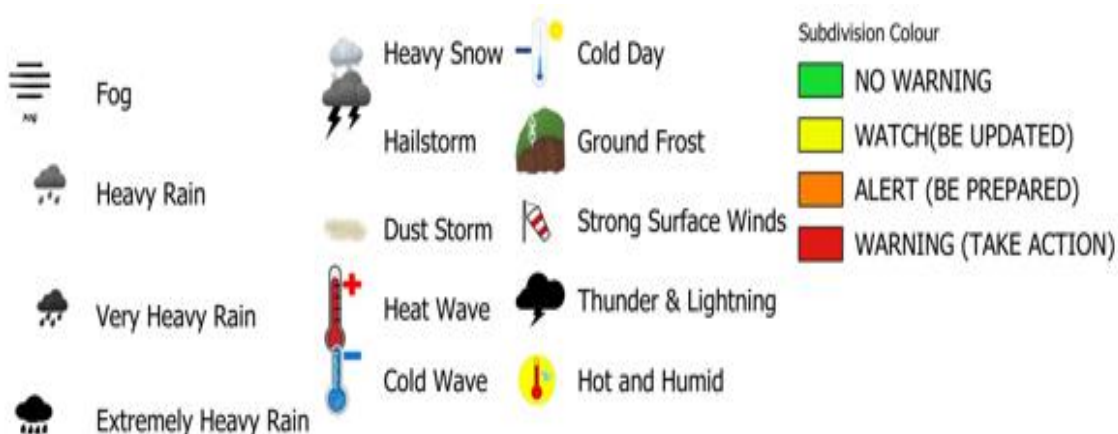 Fog
Heavy Rain
Very Heavy Rain
Extremely Heavy Rain
Heavy Snow
Hailstorm
Dust Storm
Heat Wave
Cold Wave
Cold Day
Ground Frost
Strong Surface Winds
Thunder & Lightning
Hot and Humid
Subdivision Colour
NO WARNING
WATCH(BE UPDATED)
ALERT (BE PREPARED)
WARNING (TAKE ACTION)